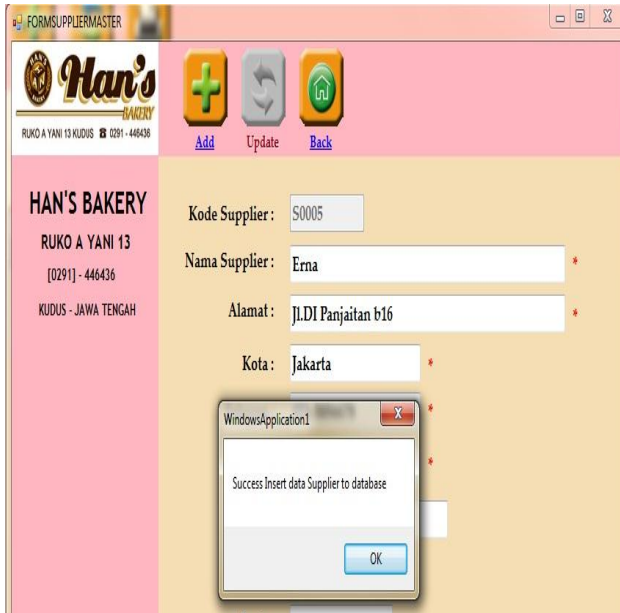 FORMSUPPLIERMASTER
HAN'S
Han's
BAKERY
RUKO A YANI 13 KUDUS ☎ 0291 - 446436
Add Update Back
HAN'S BAKERY
RUKO A YANI 13
[0291] - 446436
KUDUS - JAWA TENGAH
Kode Supplier : S0005
Nama Supplier : Erna *
Alamat : Jl.DI Panjaitan b16 *
Kota : Jakarta *
*
*
WindowsApplication1
Success Insert data Supplier to database
OK